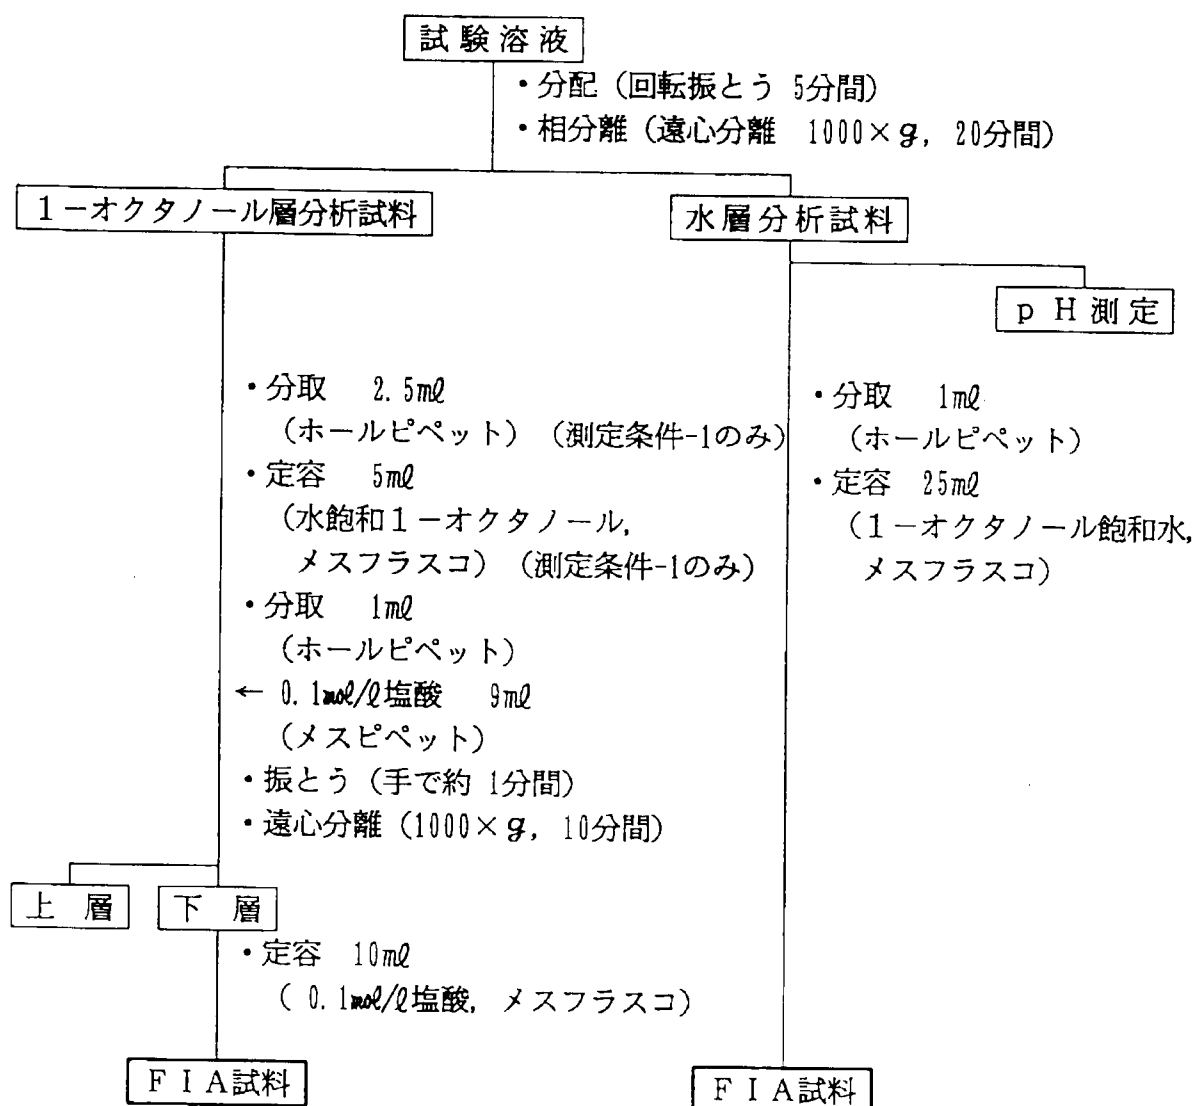 試験溶液
・分配（回転振とう 5分間）
・相分離（遠心分離 1000×g, 20分間）
1－オクタノール層分析試料
水層分析試料
pH測定
・分取 2.5mℓ
（ホールピペット）（測定条件-1のみ）
・定容 5mℓ
（水飽和1－オクタノール,
メスフラスコ）（測定条件-1のみ）
・分取 1mℓ
（ホールピペット）
← 0.1mol/ℓ塩酸 9mℓ
（メスピペット）
・振とう（手で約 1分間）
・遠心分離（1000×g, 10分間）
上層
下層
・定容 10mℓ
（ 0.1mol/ℓ塩酸, メスフラスコ）
FIA試料
・分取 1mℓ
（ホールピペット）
・定容 25mℓ
（1－オクタノール飽和水,
メスフラスコ）
FIA試料